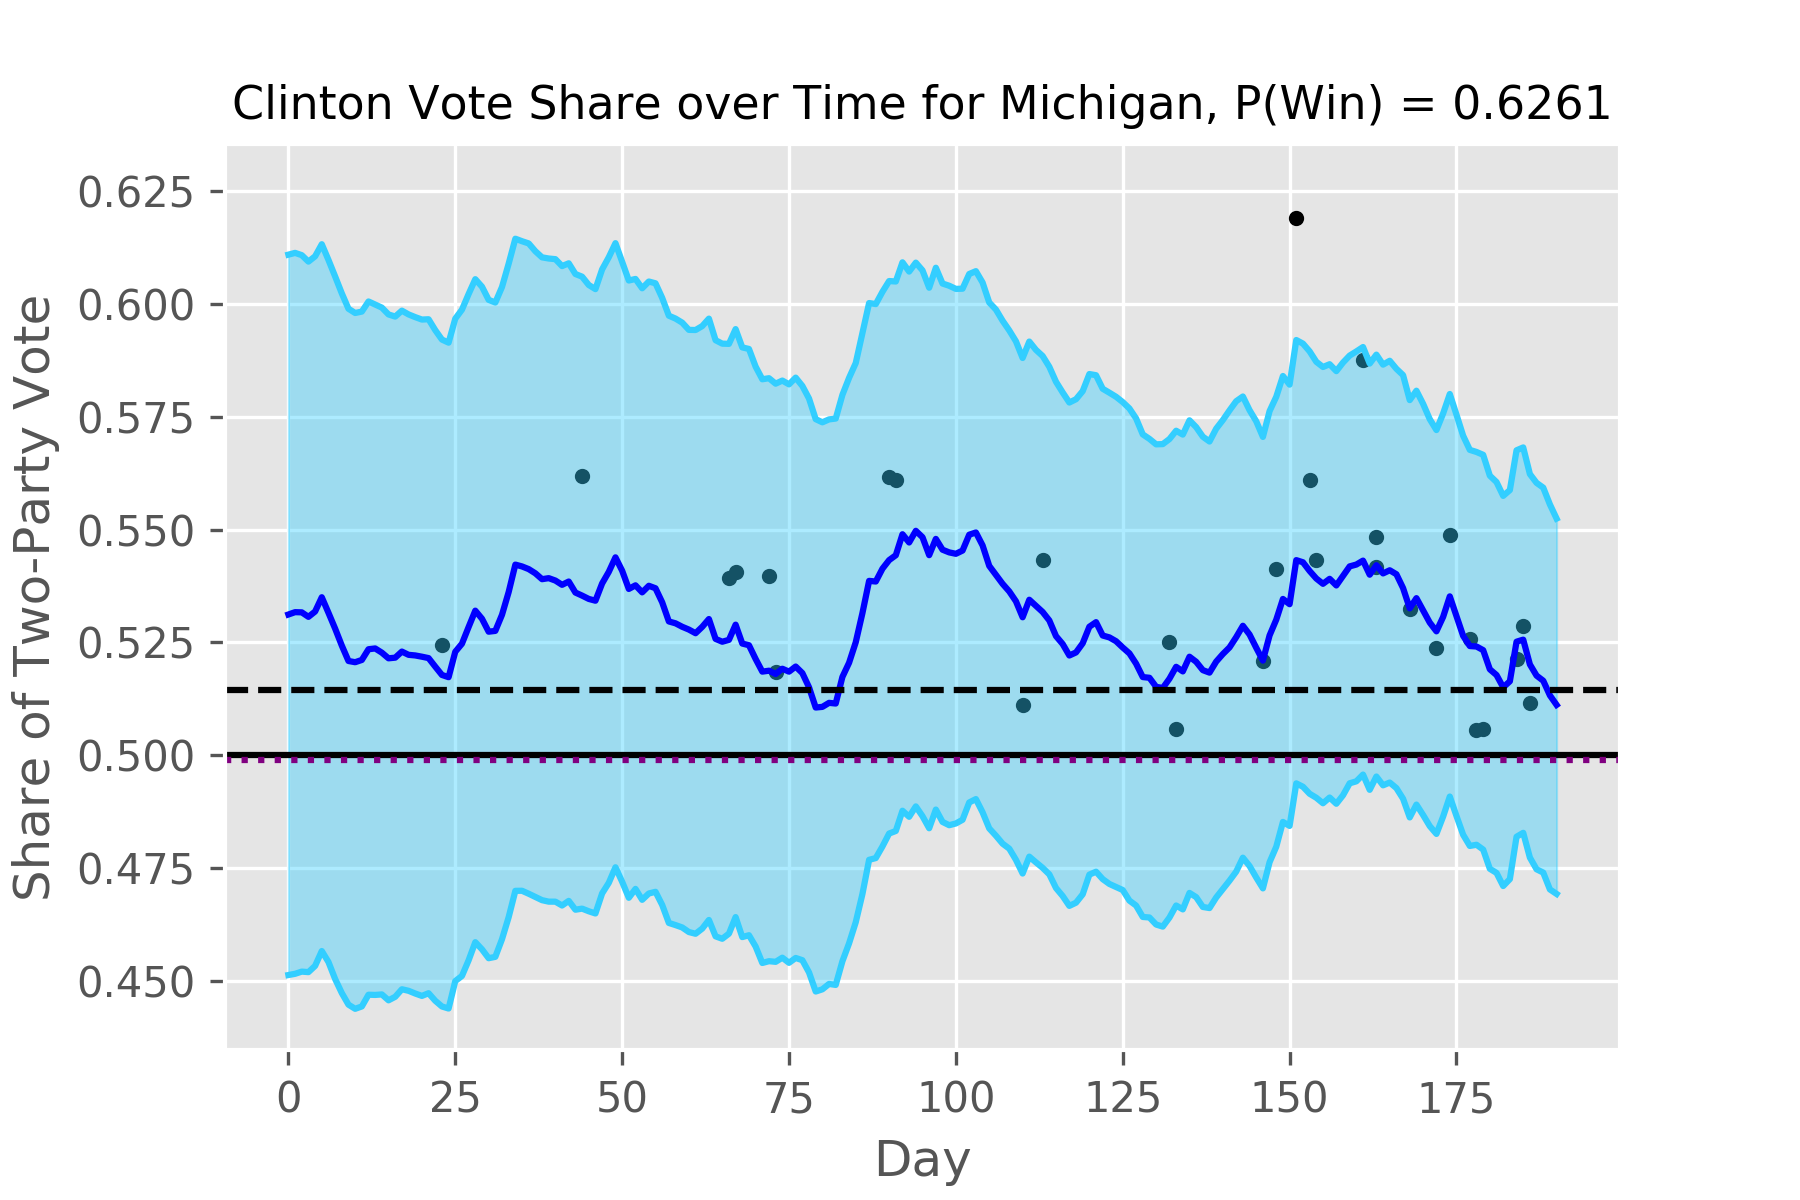 Clinton Vote Share over Time for Michigan, P(Win) = 0.6261
Share of Two-Party Vote
0.625
0.600
0.575
0.550
0.525
0.500
0.475
0.450
0 25 50 75 100 125 150 175
Day